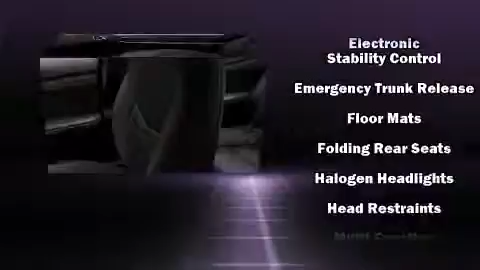 Electronic
Stability Control
Emergency Trunk Release
Floor Mats
Folding Rear Seats
Halogen Headlights
Head Restraints